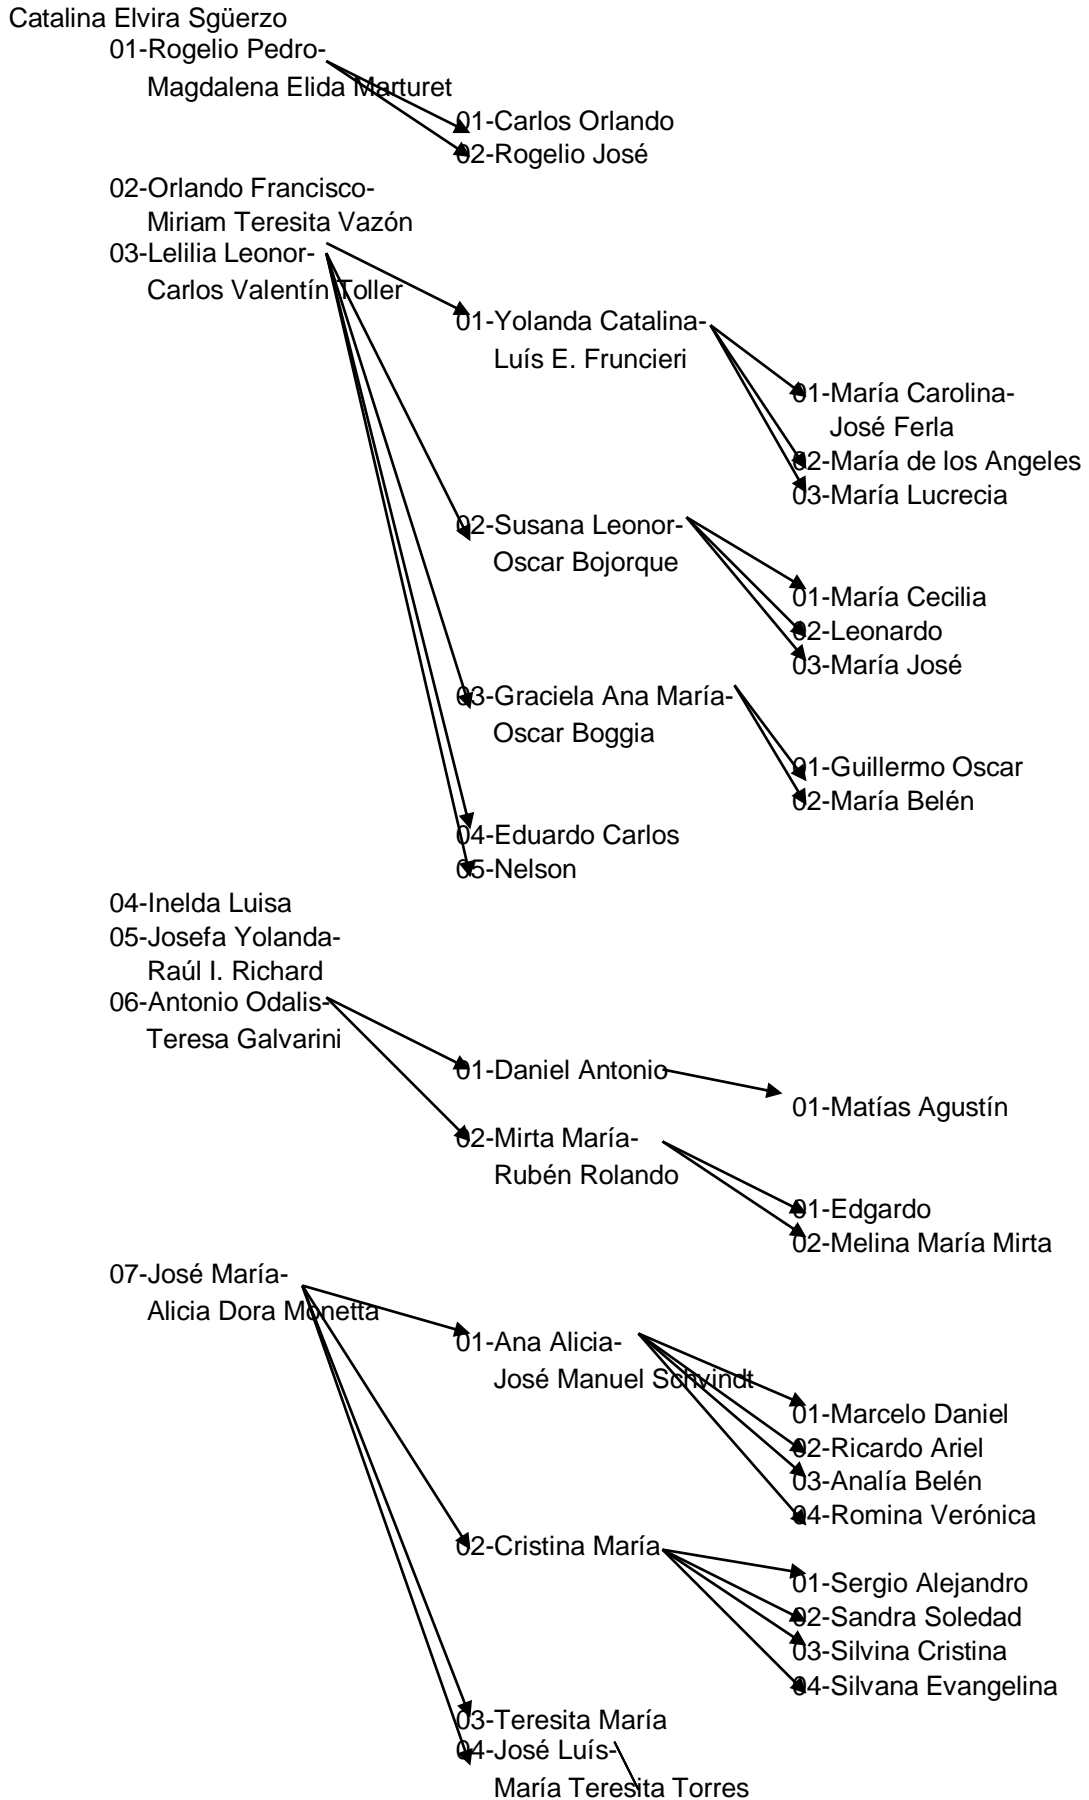 Catalina Elvira Sgüerzo
01-Rogelio Pedro-
Magdalena Elida Marturet
01-Carlos Orlando
02-Rogelio José
02-Orlando Francisco-
Miriam Teresita Vazón
03-Lelilia Leonor-
Carlos Valentín Toller
01-Yolanda Catalina-
Luís E. Fruncieri
01-María Carolina-
José Ferla
02-María de los Angeles
03-María Lucrecia
02-Susana Leonor-
Oscar Bojorque
01-María Cecilia
02-Leonardo
03-María José
03-Graciela Ana María-
Oscar Boggia
01-Guillermo Oscar
02-María Belén
04-Eduardo Carlos
05-Nelson
04-Inelda Luisa
05-Josefa Yolanda-
Raúl I. Richard
06-Antonio Odalis-
Teresa Galvarini
01-Daniel Antonio
01-Matías Agustín
02-Mirta María-
Rubén Rolando
01-Edgardo
02-Melina María Mirta
07-José María-
Alicia Dora Monetta
01-Ana Alicia-
José Manuel Schvindt
01-Marcelo Daniel
02-Ricardo Ariel
03-Analía Belén
04-Romina Verónica
02-Cristina María
01-Sergio Alejandro
02-Sandra Soledad
03-Silvina Cristina
04-Silvana Evangelina
03-Teresita María
04-José Luís-
María Teresita Torres